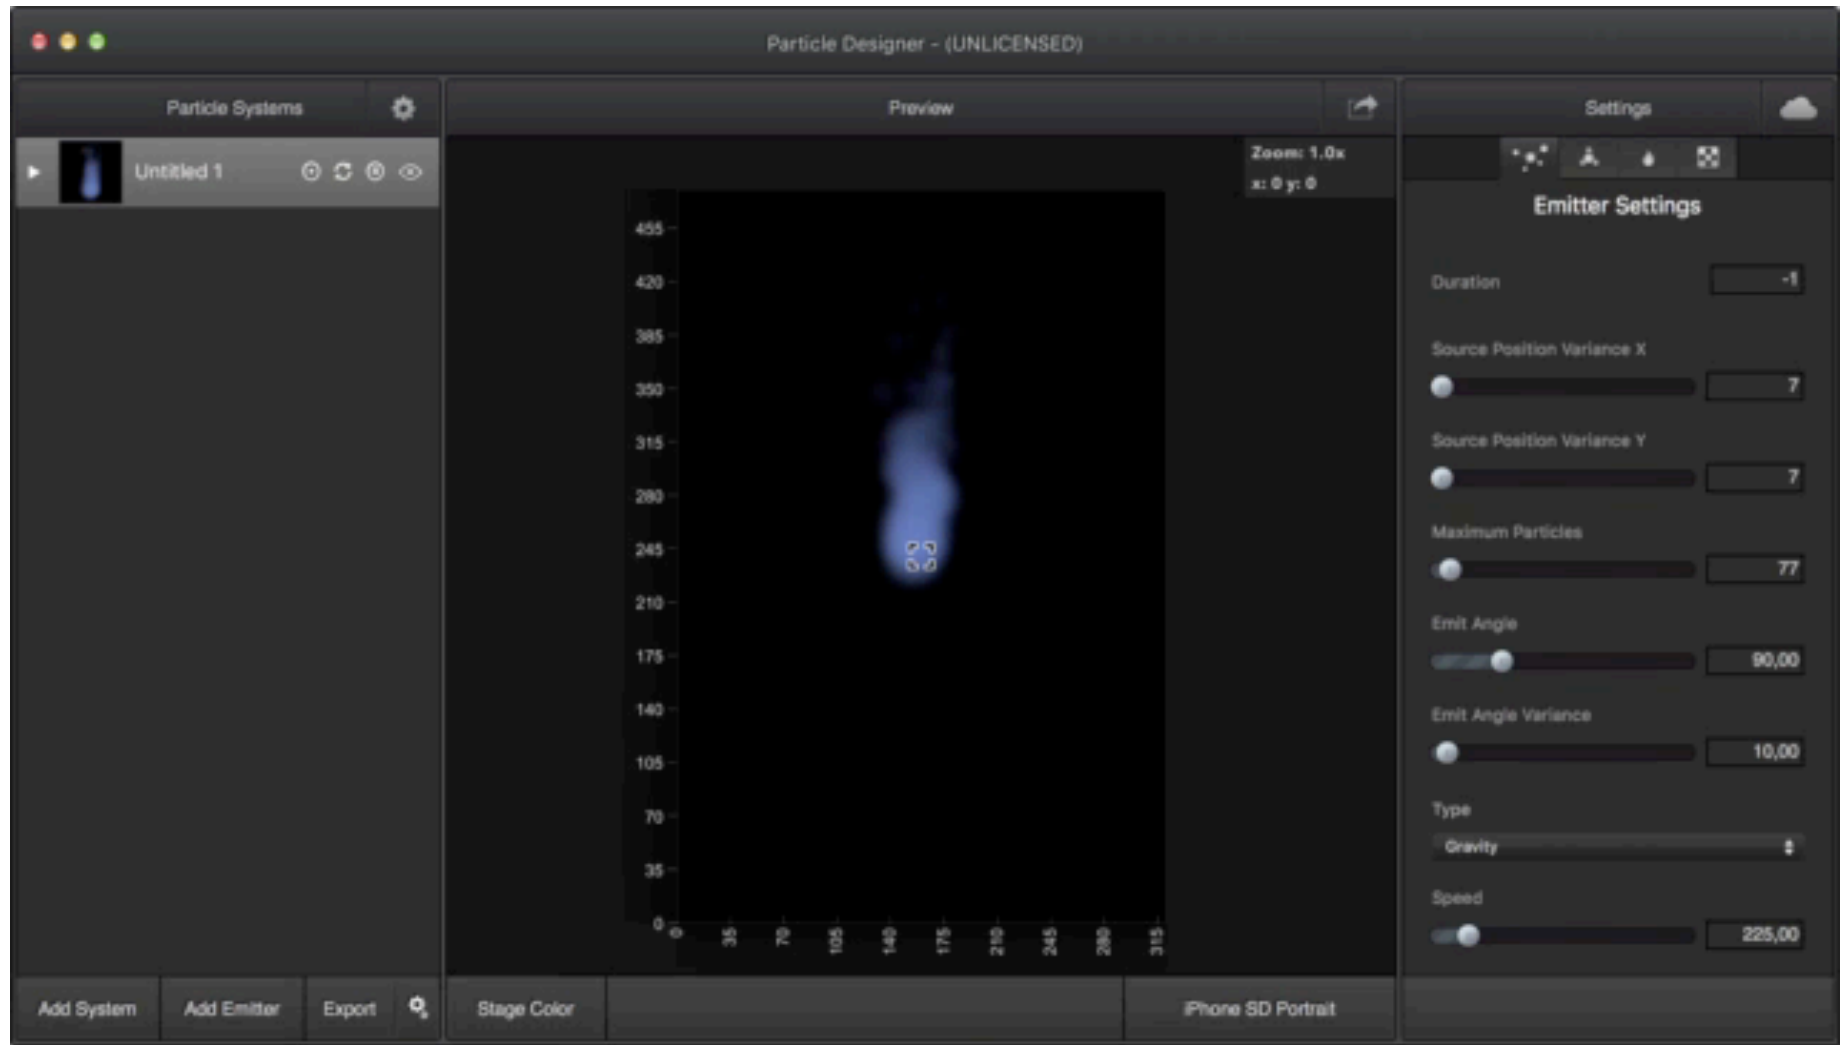 Particle Designer - (UNLICENSED)
Particle Systems
Preview
Settings
Untitled 1
Zoom: 1.0x
x: 0 y: 0
Emitter Settings
455
420
385
350
315
280
245
210
175
140
105
70
35
0
0 35 70 105 140 175 210 245 280 315
Duration -1
Source Position Variance X
7
Source Position Variance Y
7
Maximum Particles
77
Emit Angle
90,00
Emit Angle Variance
10,00
Type
Gravity
Speed
225,00
Add System Add Emitter Export Stage Color iPhone SD Portrait